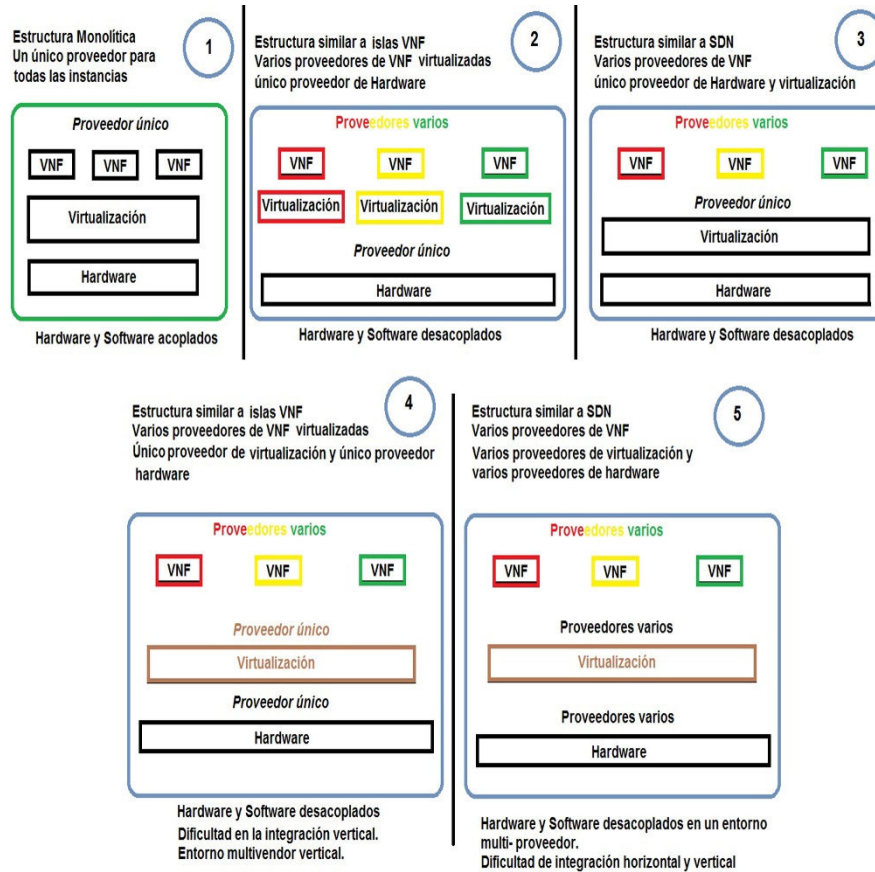 Estructura Monolítica
Un único proveedor para
todas las instancias
1
Proveedor único
VNF
VNF
VNF
Virtualización
Hardware
Hardware y Software acoplados
Estructura similar a islas VNF
Varios proveedores de VNF virtualizadas
único proveedor de Hardware
2
Proveedores varios
VNF
VNF
VNF
Virtualización
Virtualización
Virtualización
Proveedor único
Hardware
Hardware y Software desacoplados
Estructura similar a SDN
Varios proveedores de VNF
único proveedor de Hardware y virtualización
3
Proveedores varios
VNF
VNF
VNF
Proveedor único
Virtualización
Hardware
Hardware y Software desacoplados
Estructura similar a islas VNF
Varios proveedores de VNF virtualizadas
Único proveedor de virtualización y único proveedor
hardware
4
Proveedores varios
VNF
VNF
VNF
Proveedor único
Virtualización
Proveedor único
Hardware
Hardware y Software desacoplados
Dificultad en la integración vertical.
Entorno multivendor vertical.
Estructura similar a SDN
Varios proveedores de VNF
Varios proveedores de virtualización y
varios proveedores de hardware
5
Proveedores varios
VNF
VNF
VNF
Proveedores varios
Virtualización
Proveedores varios
Hardware
Hardware y Software desacoplados en un entorno
multi- proveedor.
Dificultad de integración horizontal y vertical